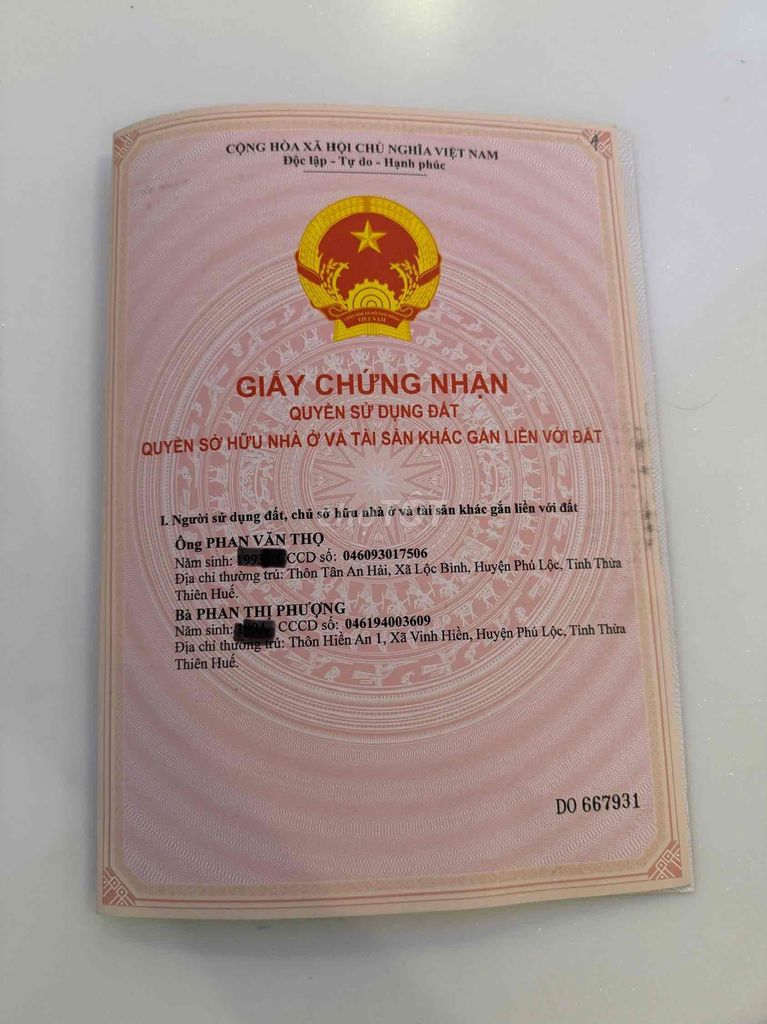 CỘNG HÒA XÃ HỘI CHỦ NGHĨA VIỆT NAM
Độc lập - Tự do - Hạnh phúc
VIỆT NAM
GIẤY CHỨNG NHẬN
QUYỀN SỬ DỤNG ĐẤT
QUYỀN SỞ HỮU NHÀ Ở VÀ TÀI SẢN KHÁC GẮN LIỀN VỚI ĐẤT
I. Người sử dụng đất, chủ sở hữu nhà ở và tài sản khác gắn liền với đất
Ông PHAN VĂN THỌ
Năm sinh: CCCD số: 046093017506
Địa chỉ thường trú: Thôn Tân An Hải, Xã Lộc Bình, Huyện Phú Lộc, Tỉnh Thừa
Thiên Huế.
Bà PHAN THỊ PHƯỢNG
Năm sinh: CCCD số: 046194003609
Địa chỉ thường trú: Thôn Hiền An 1, Xã Vinh Hiền, Huyện Phú Lộc, Tỉnh Thừa
Thiên Huế.
DO 667931